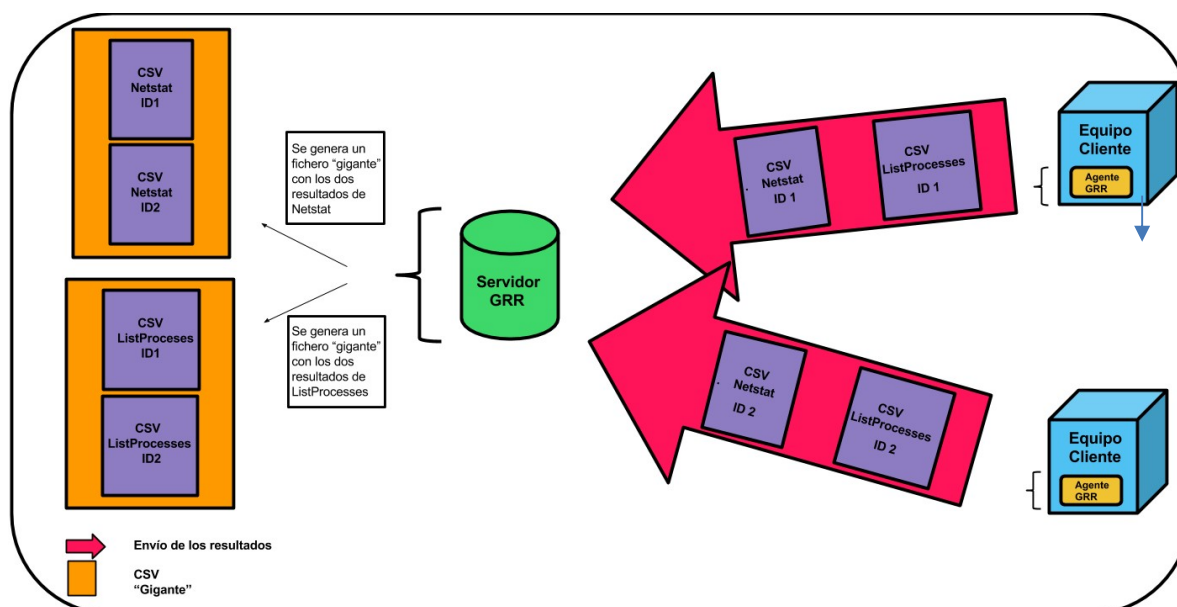 CSV
Netstat
ID1
CSV
Netstat
ID2
Se genera un
fichero “gigante”
con los dos
resultados de
Netstat
CSV
ListProceses
ID1
CSV
ListProcesses
ID2
Se genera un
fichero “gigante”
con los dos
resultados de
ListProcesses
Servidor
GRR
CSV
Netstat
ID 1
CSV
ListProcesses
ID 1
Equipo
Cliente
Agente
GRR
CSV
Netstat
ID 2
CSV
ListProcesses
ID 2
Equipo
Cliente
Agente
GRR
Envío de los resultados
CSV
“Gigante”